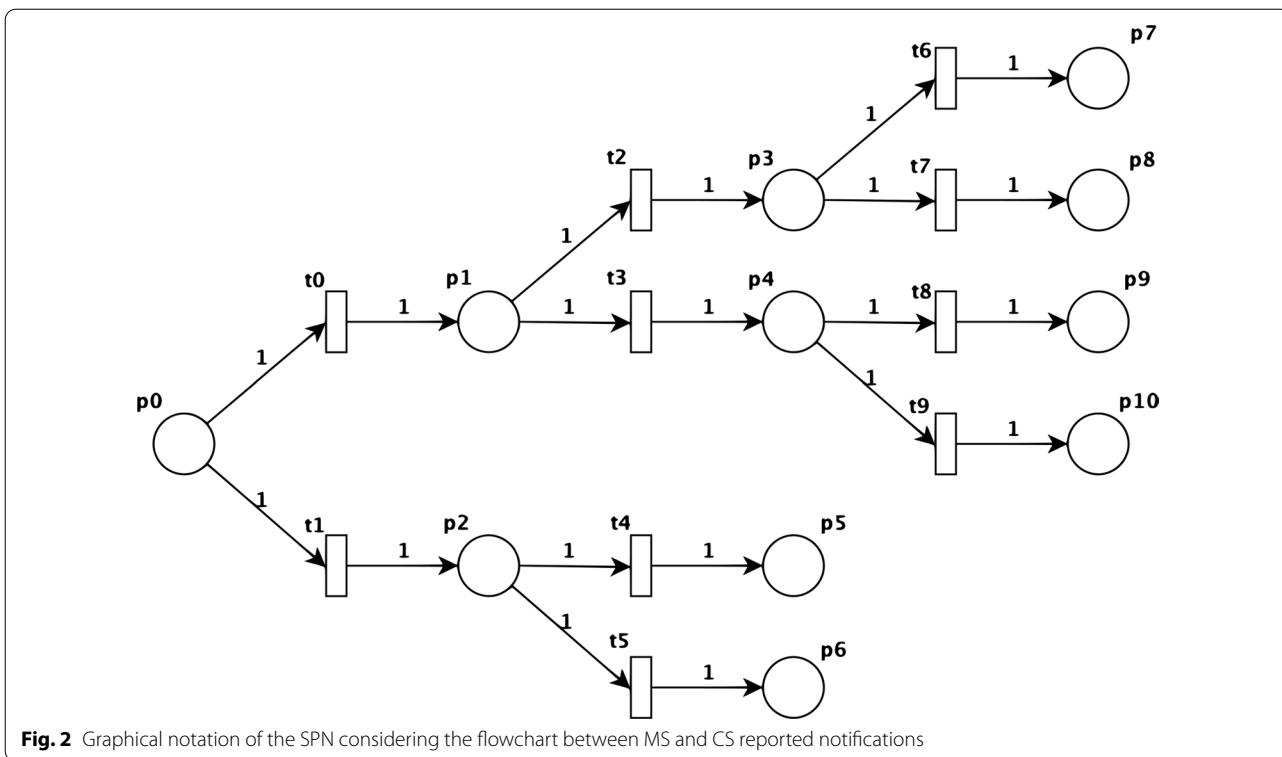 p7
t6
1
1
t2
p3
t7
p8
1
1
1
1
t0
p1
t3
p4
t8
p9
1
1
1
1
1
1
p0
1
t9
p10
1
1
t1
p2
t4
p5
1
1
1
1
t5
p6
1
Fig. 2 Graphical notation of the SPN considering the flowchart between MS and CS reported notifications